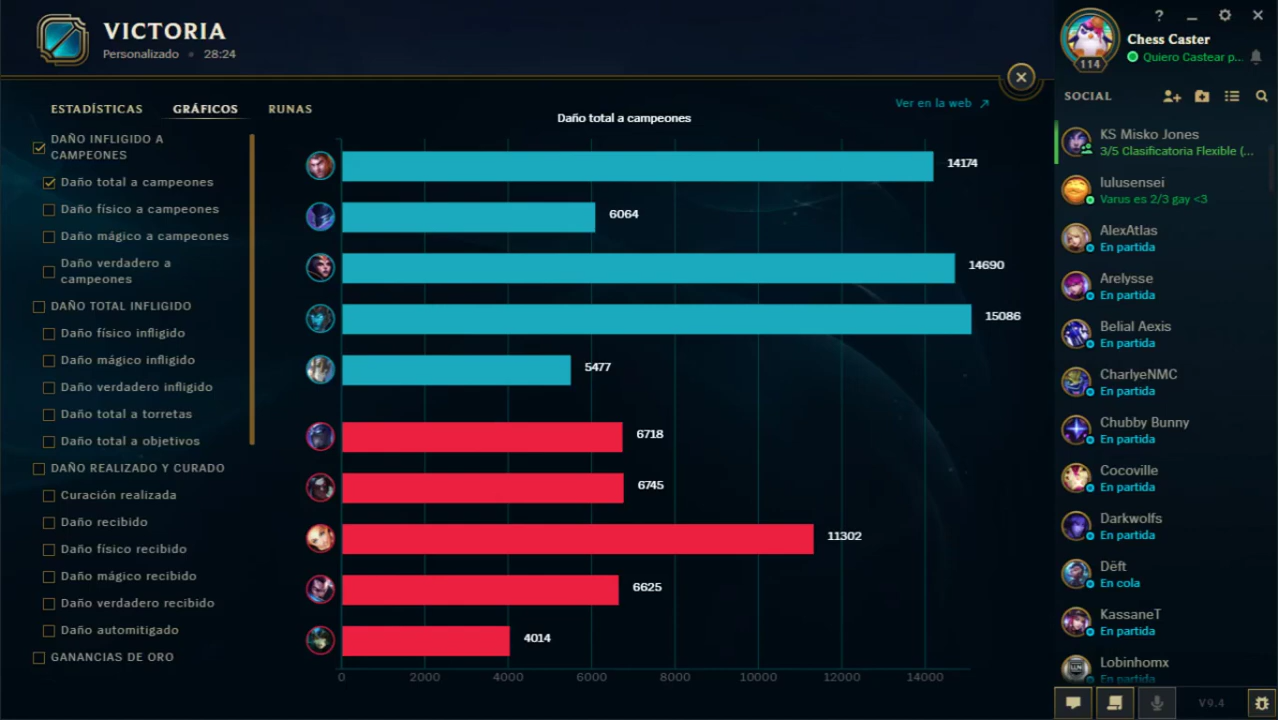 VICTORIA
Personalizado • 28:24
ESTADÍSTICAS
GRÁFICOS
RUNAS
Ver en la web
DAÑO INFLIGIDO A
CAMPEONES
Daño total a campeones
Daño físico a campeones
Daño mágico a campeones
Daño verdadero a
campeones
DAÑO TOTAL INFLIGIDO
Daño físico infligido
Daño mágico infligido
Daño verdadero infligido
Daño total a torretas
Daño total a objetivos
DAÑO REALIZADO Y CURADO
Curación realizada
Daño recibido
Daño físico recibido
Daño mágico recibido
Daño verdadero recibido
Daño automitigado
GANANCIAS DE ORO
Daño total a campeones
14174
6064
14690
15086
5477
6718
6745
11302
6625
4014
0 2000 4000 6000 8000 10000 12000 14000
?
Chess Caster
114
Quiero Castear p...
SOCIAL
KS Misko Jones
3/5 Clasificatoria Flexible (...
lulusensei
Varus es 2/3 gay <3
AlexAtlas
En partida
Arelysse
En partida
Belial Aexis
En partida
CharlyeNMC
En partida
Chubby Bunny
En partida
Cocoville
En partida
Darkwolfs
En partida
Dëft
En cola
KassaneT
En partida
Lobinhomx
En partida
V9.4